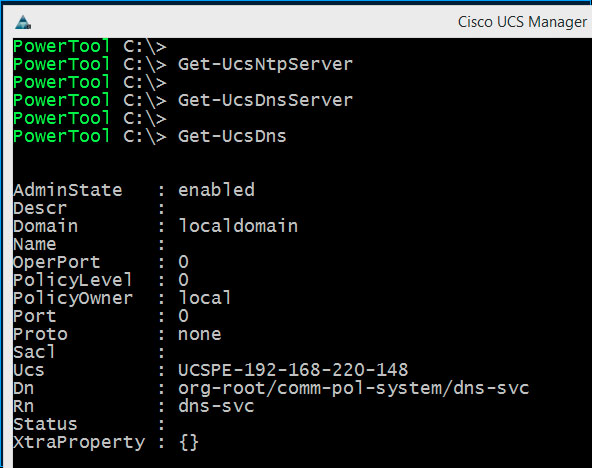 Cisco UCS Manager
PowerTool C:\>
PowerTool C:\> Get-UcsNtpServer
PowerTool C:\>
PowerTool C:\> Get-UcsDnsServer
PowerTool C:\>
PowerTool C:\> Get-UcsDns
AdminState : enabled
Descr :
Domain : localdomain
Name :
OperPort : 0
PolicyLevel : 0
PolicyOwner : local
Port : 0
Proto : none
Sacl :
Ucs : UCSPE-192-168-220-148
Dn : org-root/comm-pol-system/dns-svc
Rn : dns-svc
Status :
XtraProperty : {}